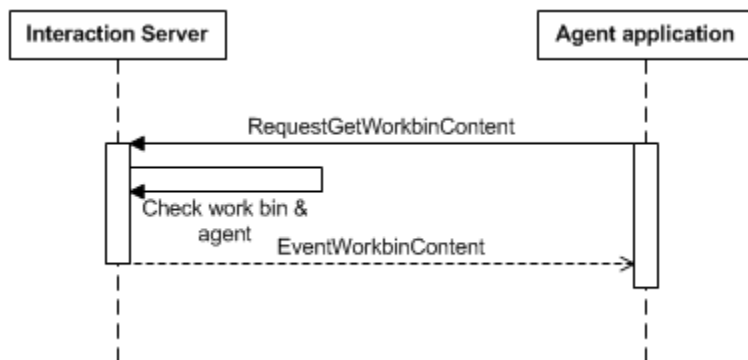 Interaction Server
Agent application
RequestGetWorkbinContent
Check work bin &
agent
EventWorkbinContent